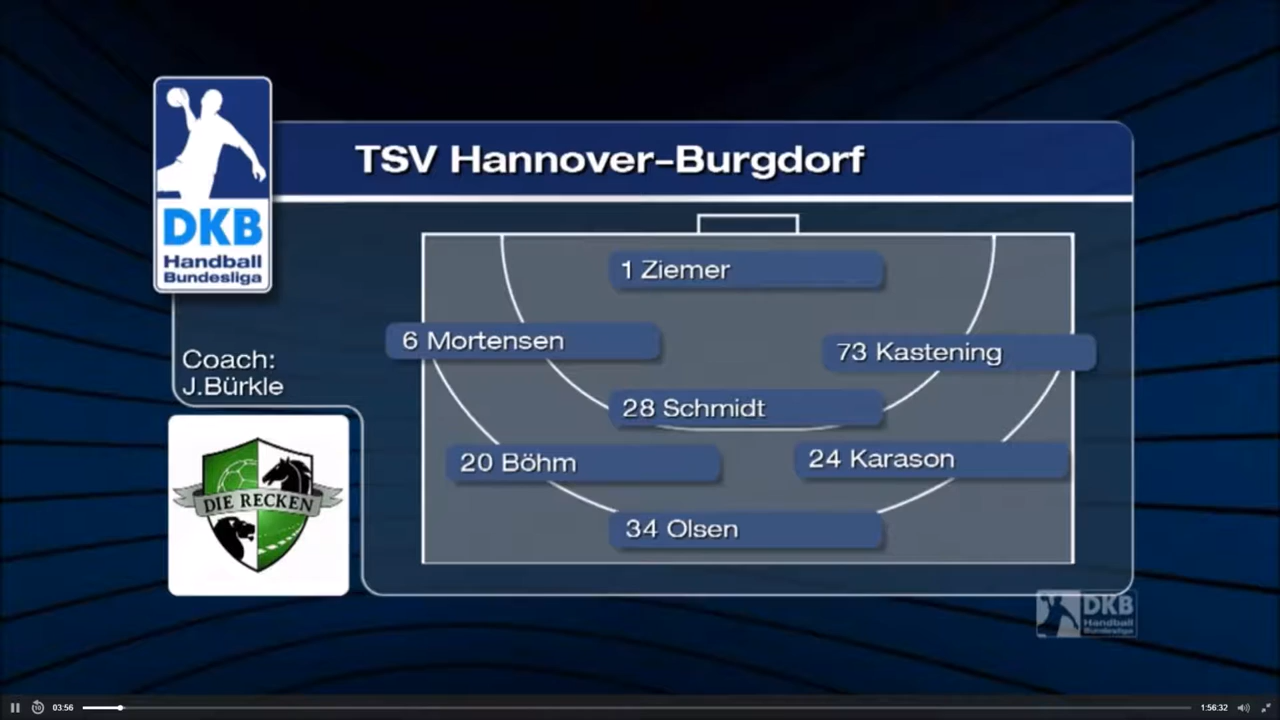 TSV Hannover-Burgdorf
DKB
Handball
Bundesliga
1 Ziemer
6 Mortensen
73 Kastening
Coach:
J.Bürkle
28 Schmidt
20 Böhm
24 Karason
DIE RECKEN
34 Olsen
DKB
Handball
Bundesliga
10
03:56
1:56:32